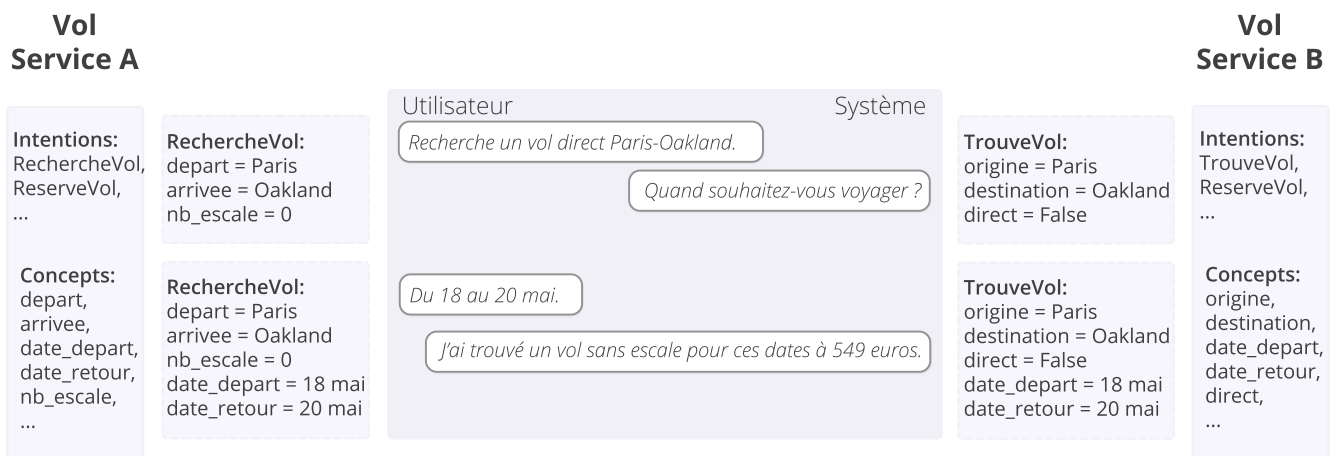 Vol
Service A
Intentions:
RechercheVol,
ReserveVol,
...
Concepts:
depart,
arrivee,
date_depart,
date_retour,
nb_escale,
...
RechercheVol:
depart = Paris
arrivee = Oakland
nb_escale = 0
RechercheVol:
depart = Paris
arrivee = Oakland
nb_escale = 0
date_depart = 18 mai
date_retour = 20 mai
Utilisateur
Système
Recherche un vol direct Paris-Oakland.
Quand souhaitez-vous voyager ?
Du 18 au 20 mai.
J'ai trouvé un vol sans escale pour ces dates à 549 euros.
TrouveVol:
origine = Paris
destination = Oakland
direct = False
TrouveVol:
origine = Paris
destination = Oakland
direct = False
date_depart = 18 mai
date_retour = 20 mai
Vol
Service B
Intentions:
TrouveVol,
ReserveVol,
...
Concepts:
origine,
destination,
date_depart,
date_retour,
direct,
...